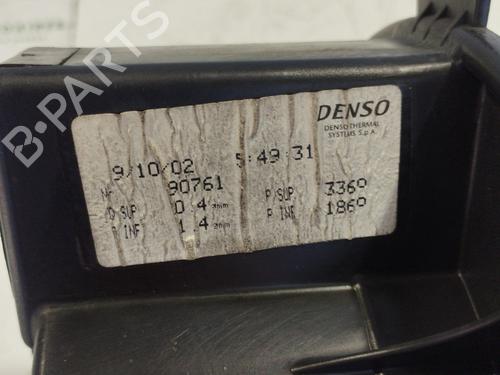 DENSO
DENSO THERMAL
SYSTEMS S.p.A.
9/10/02 5:49:31
Nr 90761
Q SUP 0.4 P SUP 3369
Q INF 1.4 P INF 1869
B-PARTS